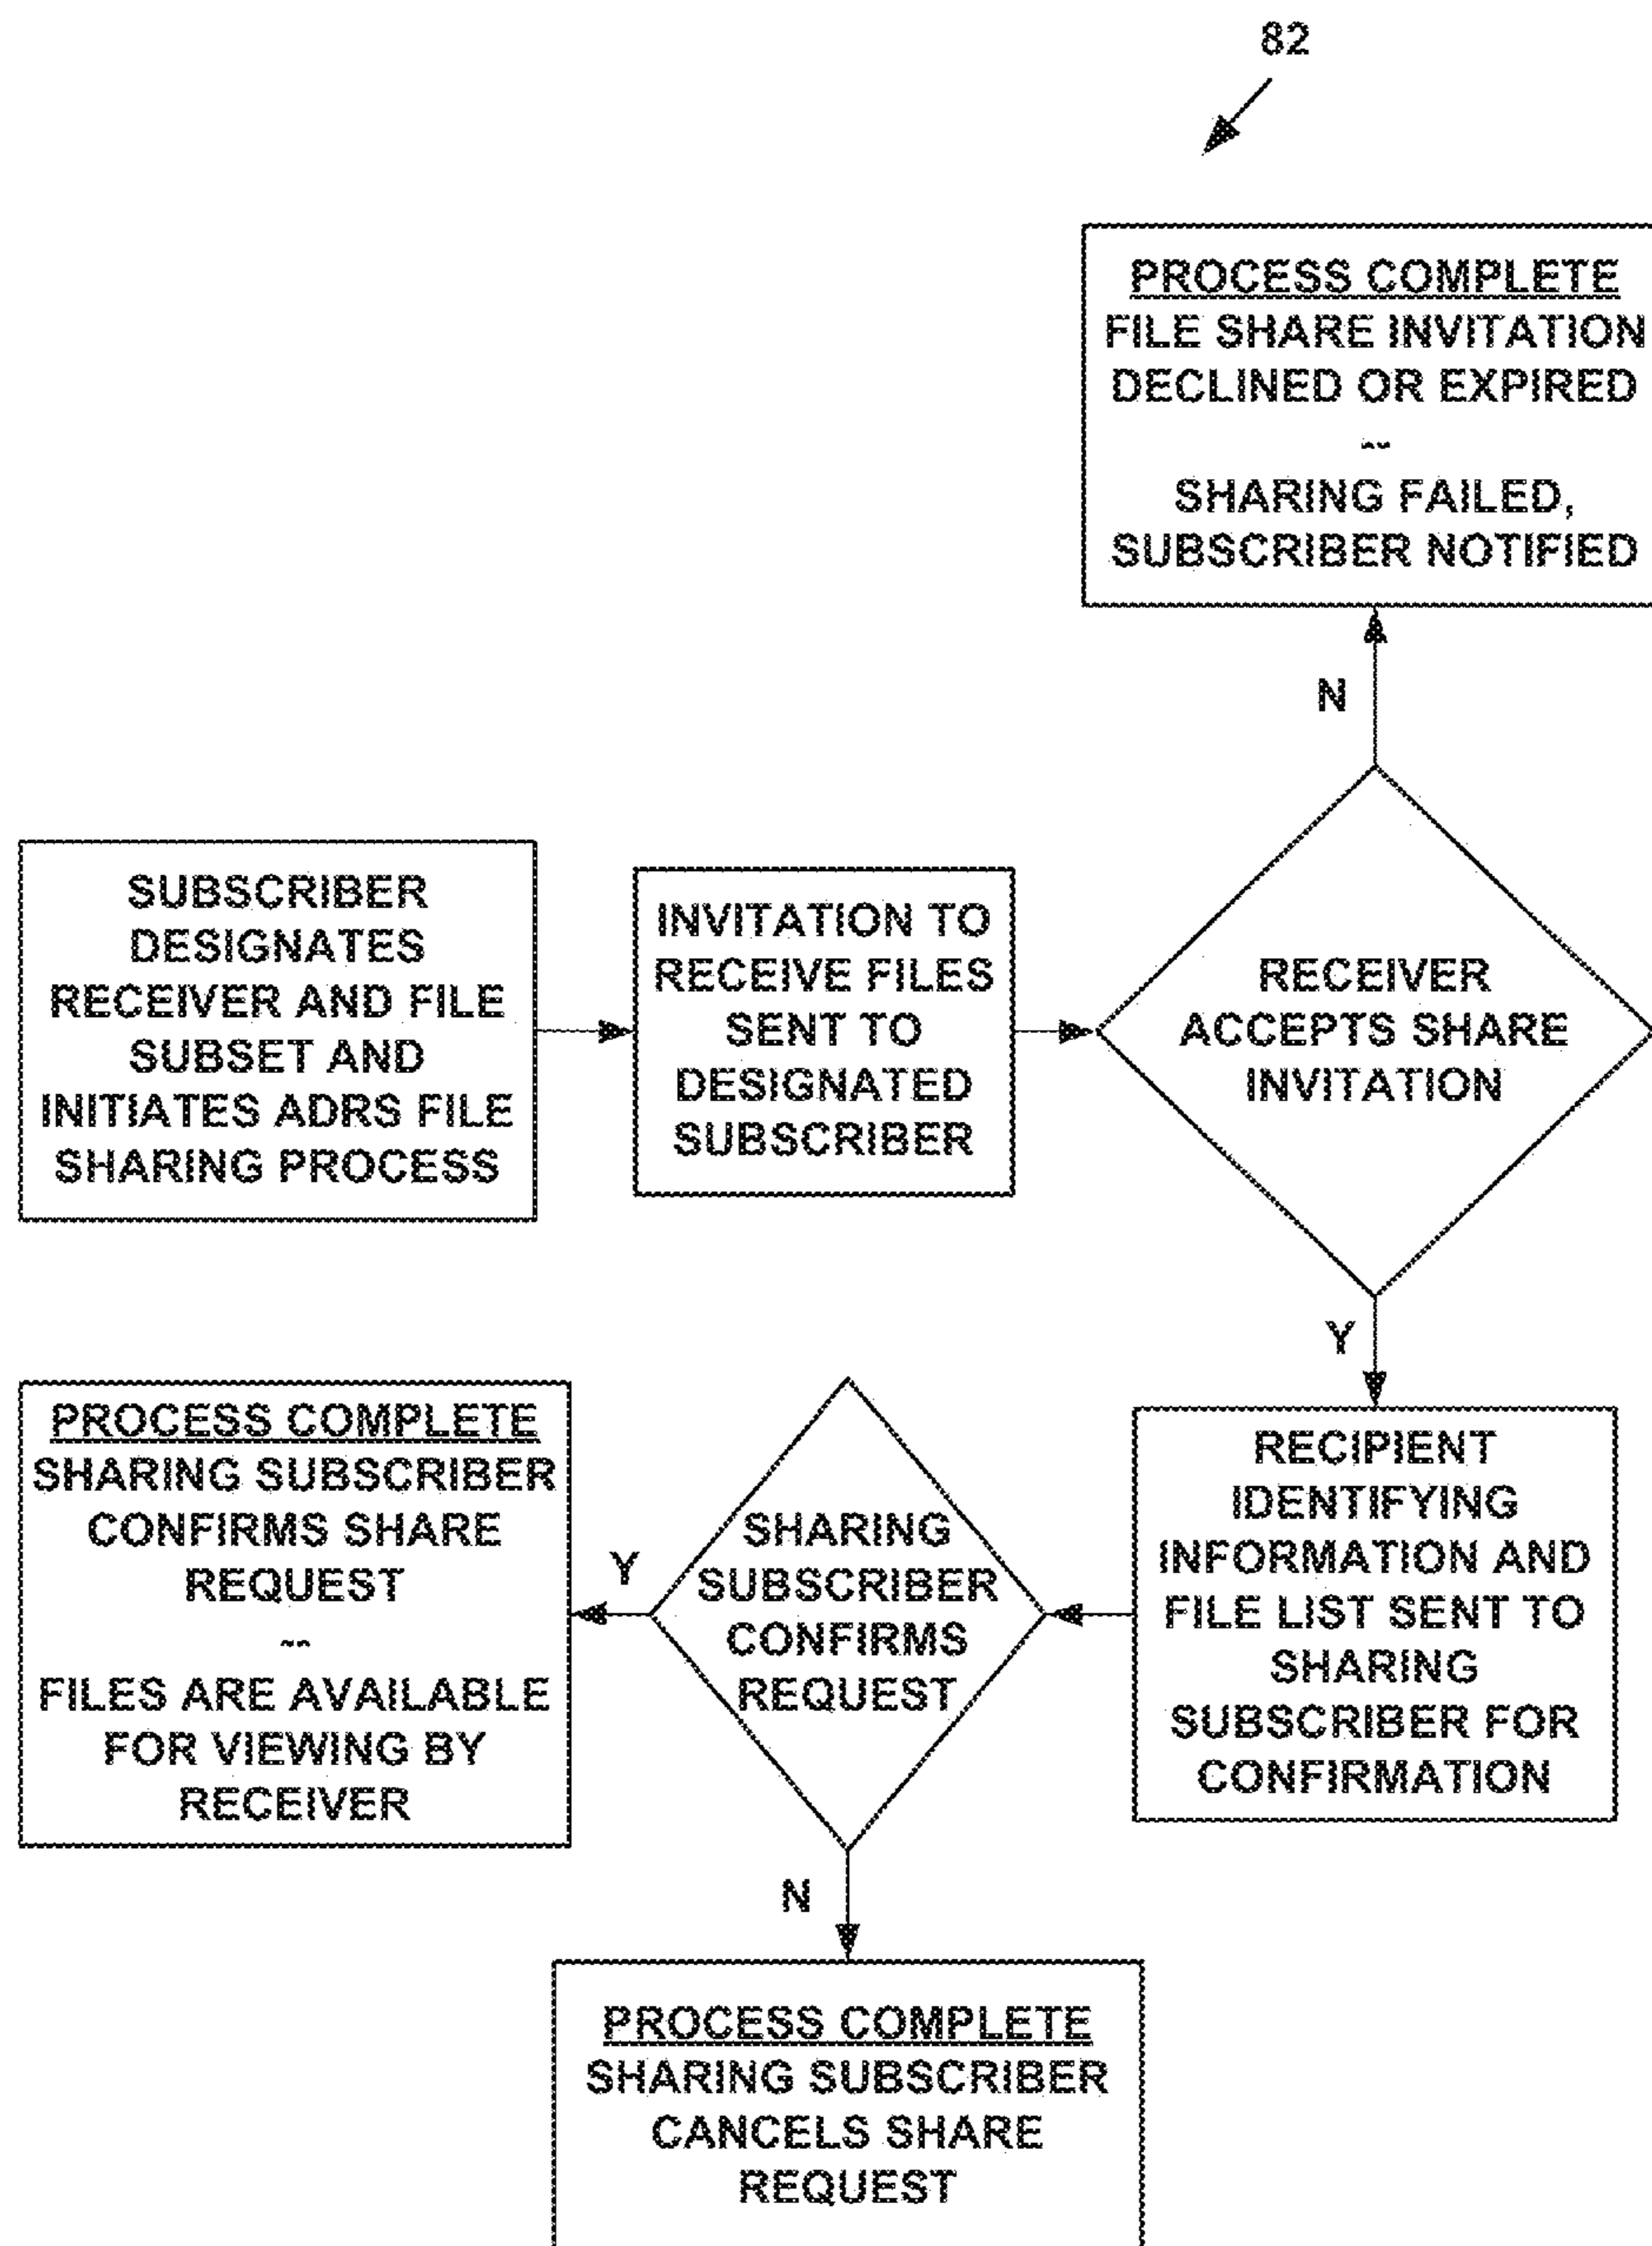 82
PROCESS COMPLETE
FILE SHARE INVITATION
DECLINED OR EXPIRED
--
SHARING FAILED,
SUBSCRIBER NOTIFIED
N
SUBSCRIBER
DESIGNATES
RECEIVER AND FILE
SUBSET AND
INITIATES ADRS FILE
SHARING PROCESS
INVITATION TO
RECEIVE FILES
SENT TO
DESIGNATED
SUBSCRIBER
RECEIVER
ACCEPTS SHARE
INVITATION
Y
RECIPIENT
IDENTIFYING
INFORMATION AND
FILE LIST SENT TO
SHARING
SUBSCRIBER FOR
CONFIRMATION
SHARING
SUBSCRIBER
CONFIRMS
REQUEST
Y
PROCESS COMPLETE
SHARING SUBSCRIBER
CONFIRMS SHARE
REQUEST
--
FILES ARE AVAILABLE
FOR VIEWING BY
RECEIVER
N
PROCESS COMPLETE
SHARING SUBSCRIBER
CANCELS SHARE
REQUEST